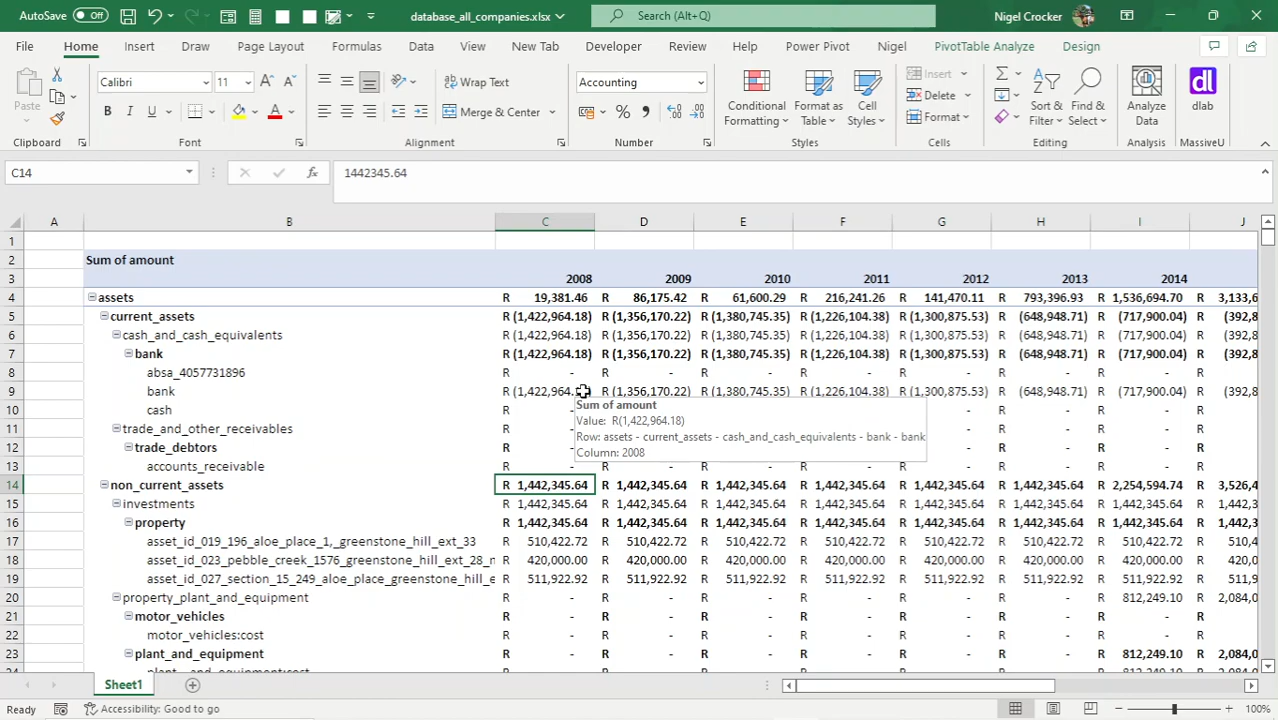 AutoSave Off database_all_companies.xlsx Search (Alt+Q) Nigel Crocker
File Home Insert Draw Page Layout Formulas Data View New Tab Developer Review Help Power Pivot Nigel PivotTable Analyze Design
Paste Calibri 11 Wrap Text Accounting Conditional Formatting Format as Table Cell Styles Insert Sort & Filter Find & Select Analyze Data dlab
B I U A Merge & Center % Delete
Format
Clipboard Font Alignment Number Styles Cells Editing Analysis MassiveU
C14 fx 1442345.64
A B C D E F G H I J
1
2 Sum of amount
3 2008 2009 2010 2011 2012 2013 2014
4 assets R 19,381.46 R 86,175.42 R 61,600.29 R 216,241.26 R 141,470.11 R 793,396.93 R 1,536,694.70 R 3,133,6
5 current_assets R (1,422,964.18) R (1,356,170.22) R (1,380,745.35) R (1,226,104.38) R (1,300,875.53) R (648,948.71) R (717,900.04) R (392,8
6 cash_and_cash_equivalents R (1,422,964.18) R (1,356,170.22) R (1,380,745.35) R (1,226,104.38) R (1,300,875.53) R (648,948.71) R (717,900.04) R (392,8
7 bank R (1,422,964.18) R (1,356,170.22) R (1,380,745.35) R (1,226,104.38) R (1,300,875.53) R (648,948.71) R (717,900.04) R (392,8
8 absa_4057731896 R - R - R - R - R - R - R - R
9 bank R (1,422,964. R (1,356,170.22) R (1,380,745.35) R (1,226,104.38) R (1,300,875.53) R (648,948.71) R (717,900.04) R (392,8
10 cash R - - R - R - R
11 trade_and_other_receivables R - - R - R - R
12 trade_debtors R - - R - R - R
13 accounts_receivable R - R - R - R - R - R - R - R
Sum of amount
Value: R(1,422,964.18)
Row: assets - current_assets - cash_and_cash_equivalents - bank - bank
Column: 2008
14 non_current_assets R 1,442,345.64 R 1,442,345.64 R 1,442,345.64 R 1,442,345.64 R 1,442,345.64 R 1,442,345.64 R 2,254,594.74 R 3,526,4
15 investments R 1,442,345.64 R 1,442,345.64 R 1,442,345.64 R 1,442,345.64 R 1,442,345.64 R 1,442,345.64 R 1,442,345.64 R 1,442,3
16 property R 1,442,345.64 R 1,442,345.64 R 1,442,345.64 R 1,442,345.64 R 1,442,345.64 R 1,442,345.64 R 1,442,345.64 R 1,442,3
17 asset_id_019_196_aloe_place_1,_greenstone_hill_ext_33 R 510,422.72 R 510,422.72 R 510,422.72 R 510,422.72 R 510,422.72 R 510,422.72 R 510,422.72 R 510,4
18 asset_id_023_pebble_creek_1576_greenstone_hill_ext_28_n R 420,000.00 R 420,000.00 R 420,000.00 R 420,000.00 R 420,000.00 R 420,000.00 R 420,000.00 R 420,0
19 asset_id_027_section_15_249_aloe_place_greenstone_hill_e R 511,922.92 R 511,922.92 R 511,922.92 R 511,922.92 R 511,922.92 R 511,922.92 R 511,922.92 R 511,9
20 property_plant_and_equipment R - R - R - R - R - R - R 812,249.10 R 2,084,0
21 motor_vehicles R - R - R - R - R - R - R - R
22 motor_vehicles:cost R - R - R - R - R - R - R - R
23 plant_and_equipment R - R - R - R - R - R - R 812,249.10 R 2,084,0
Sheet1
Ready Accessibility: Good to go 100%